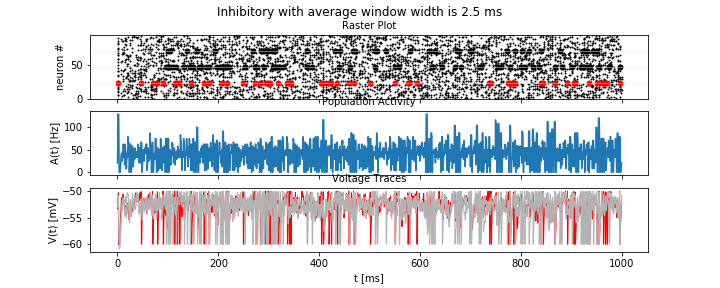 Inhibitory with average window width is 2.5 ms
Raster Plot
neuron #
50
0
Population Activity
A(t) [Hz]
100
50
0
Voltage Traces
V(t) [mV]
−50
−55
−60
0 200 400 600 800 1000
t [ms]